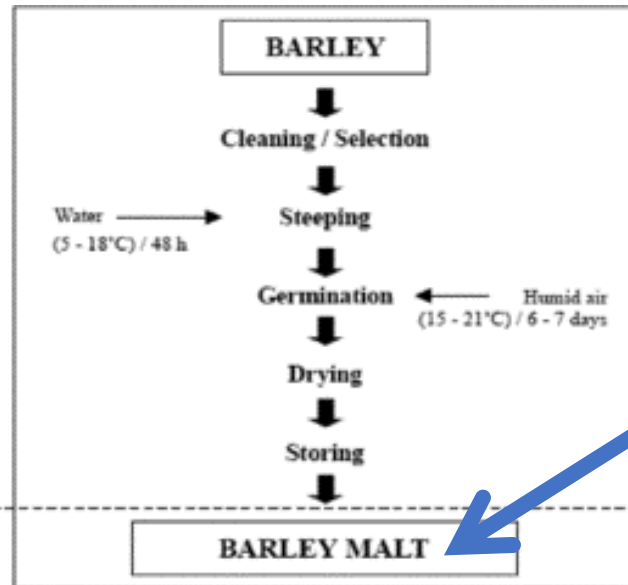 BARLEY
Cleaning / Selection
Water
(5 - 18°C) / 48 h
Steeping
Germination
Humid air
(15 - 21°C) / 6 - 7 days
Drying
Storing
BARLEY MALT